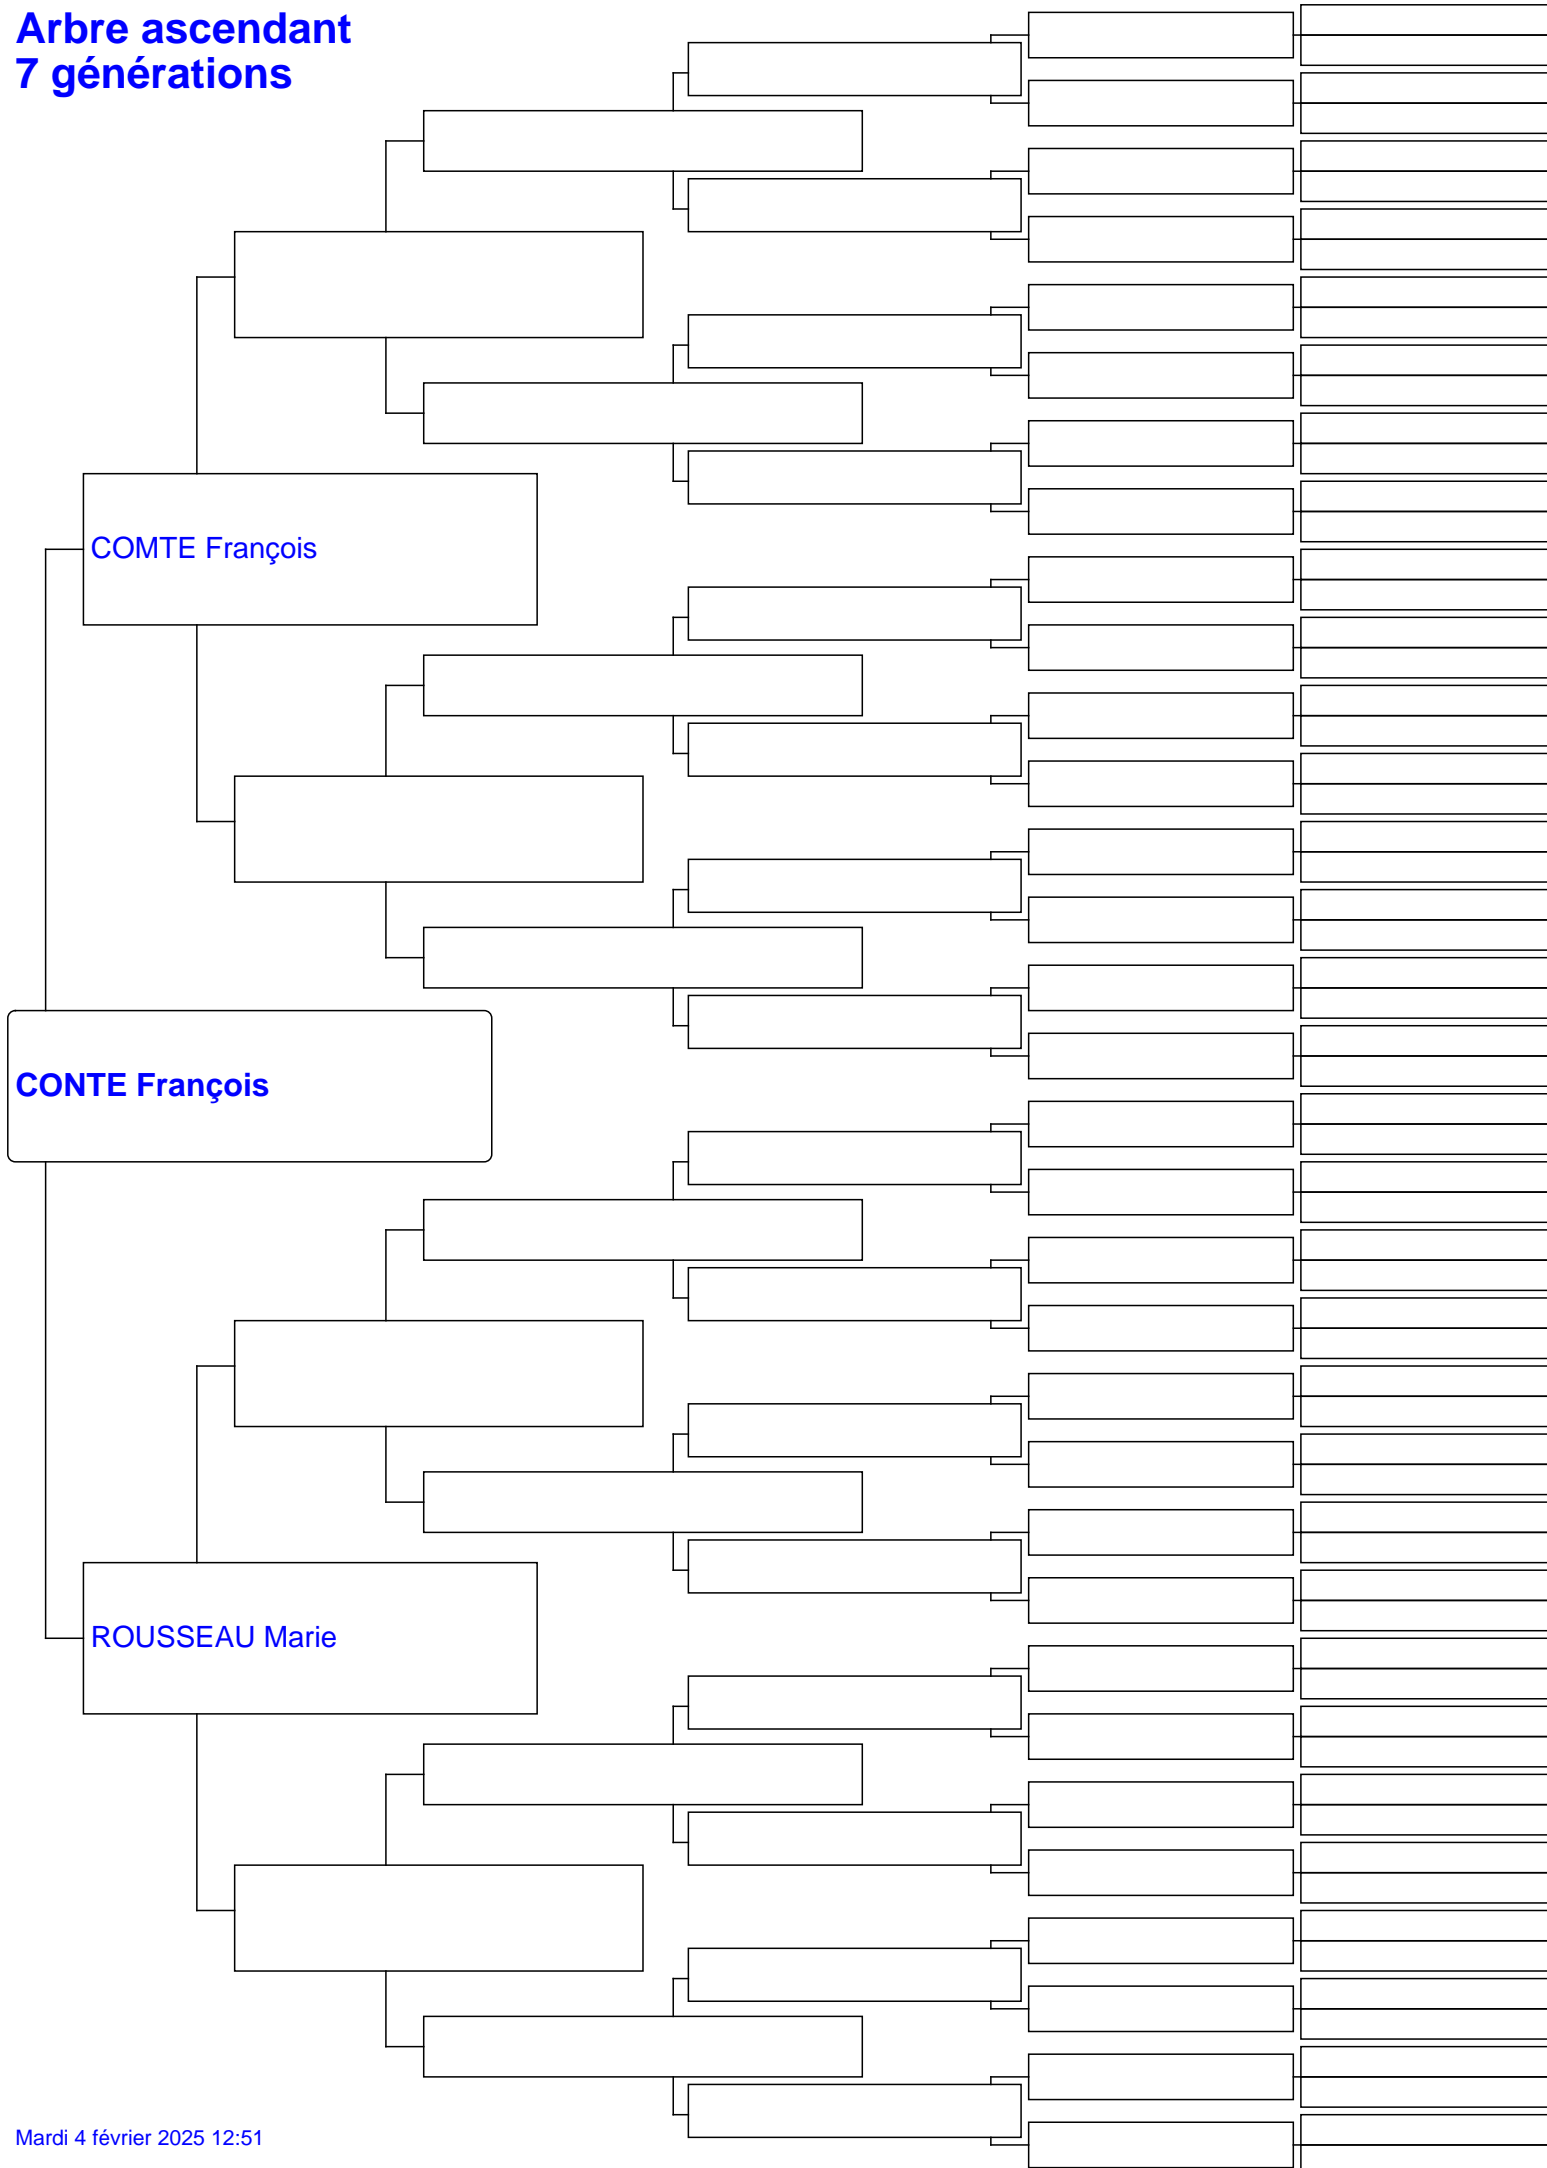 Arbre ascendant
7 générations
COMTE François
CONTE François
ROUSSEAU Marie
Mardi 4 février 2025 12:51